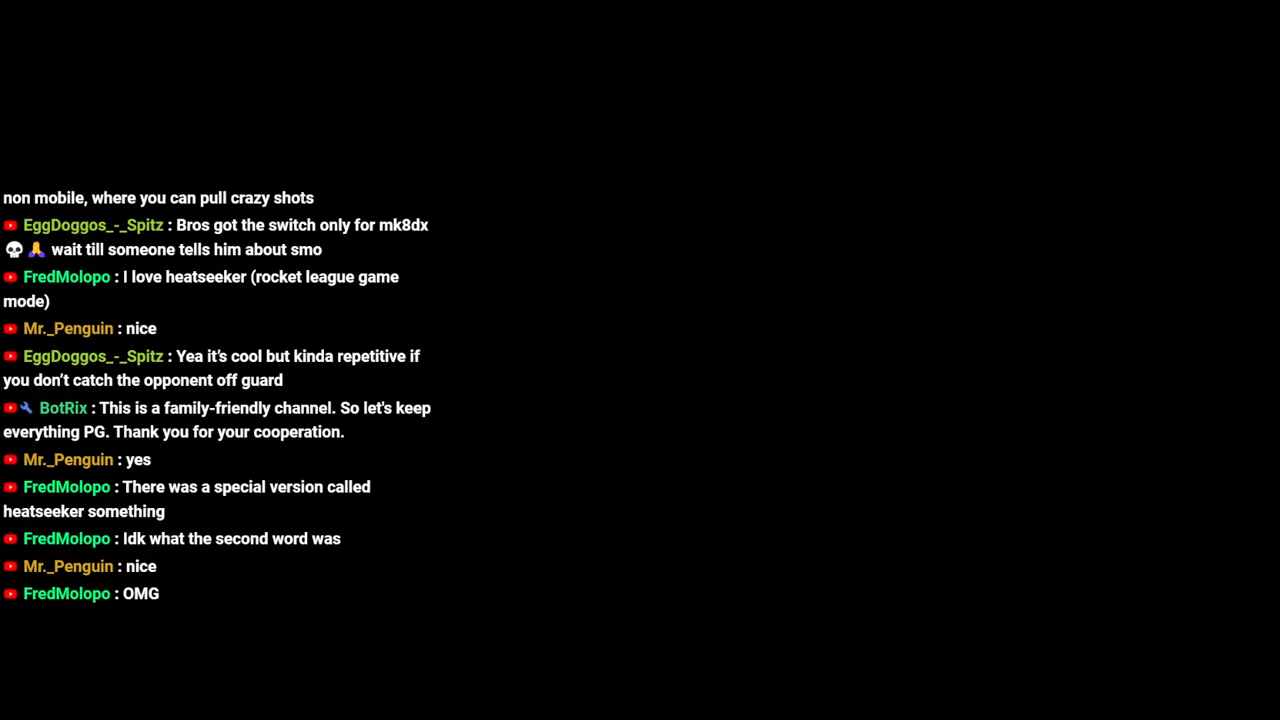 non mobile, where you can pull crazy shots
EggDoggos_-_Spitz : Bros got the switch only for mk8dx
💀🙏 wait till someone tells him about smo
FredMolopo : I love heatseeker (rocket league game
mode)
Mr._Penguin : nice
EggDoggos_-_Spitz : Yea it’s cool but kinda repetitive if
you don’t catch the opponent off guard
BotRix : This is a family-friendly channel. So let's keep
everything PG. Thank you for your cooperation.
Mr._Penguin : yes
FredMolopo : There was a special version called
heatseeker something
FredMolopo : Idk what the second word was
Mr._Penguin : nice
FredMolopo : OMG